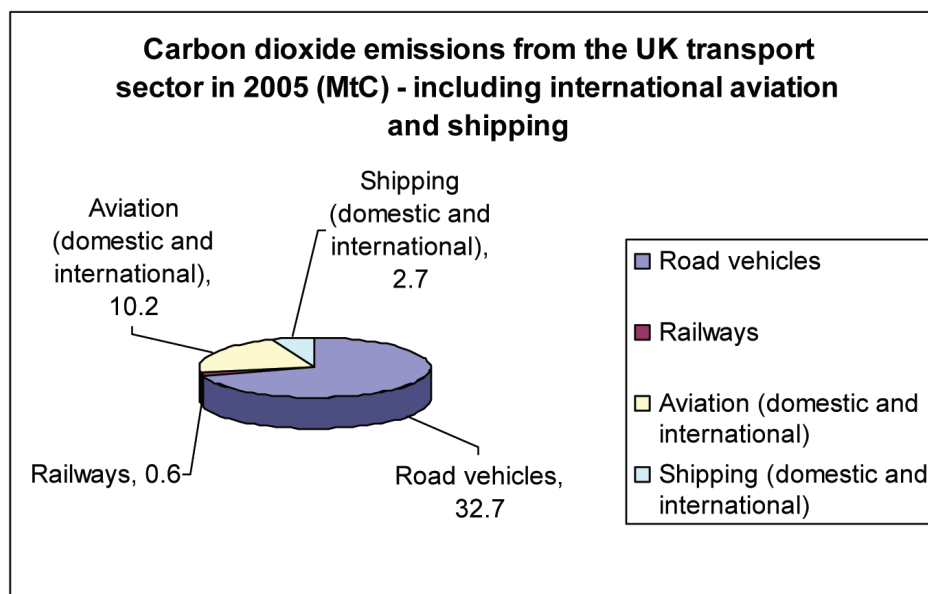 Carbon dioxide emissions from the UK transport
sector in 2005 (MtC) - including international aviation
and shipping
Shipping
(domestic and
international),
2.7
Aviation
(domestic and
international),
10.2
Railways, 0.6
Road vehicles,
32.7
Road vehicles
Railways
Aviation (domestic and
international)
Shipping (domestic and
international)